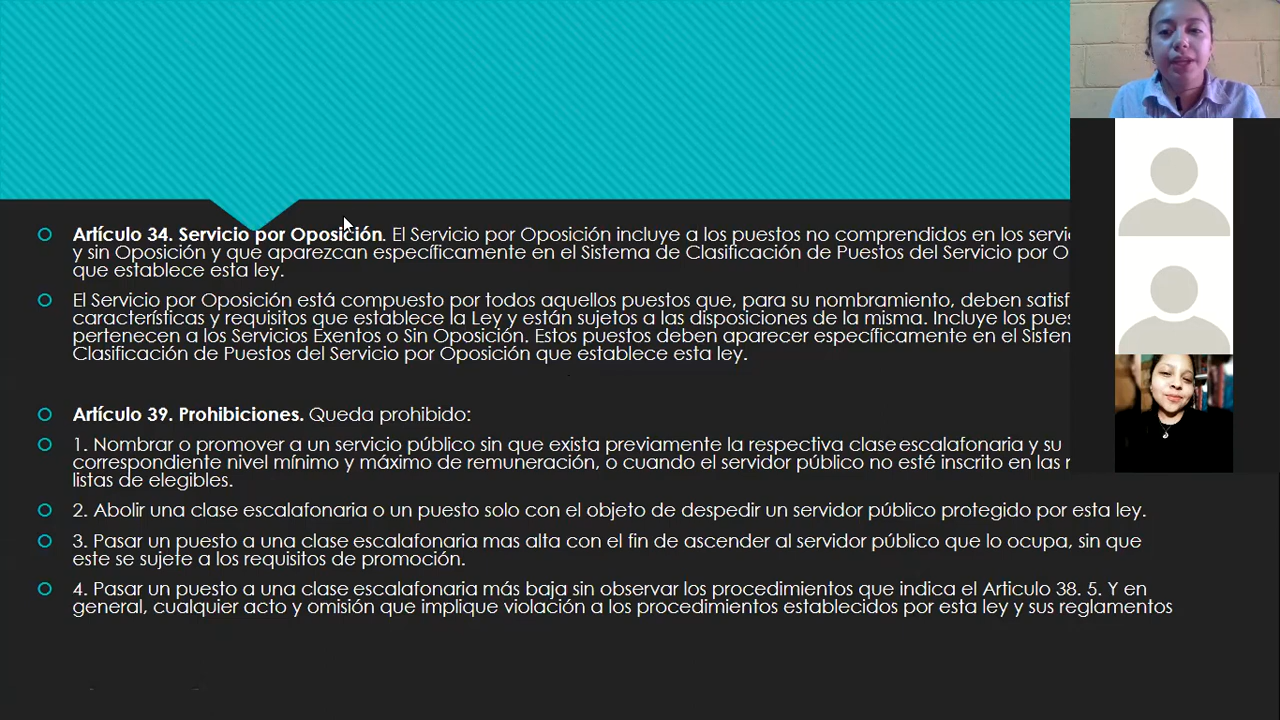 Artículo 34. Servicio por Oposición. El Servicio por Oposición incluye a los puestos no comprendidos en los
y sin Oposición y que aparezcan específicamente en el Sistema de Clasificación de Puestos del Servicio por
que establece esta ley.
El Servicio por Oposición está compuesto por todos aquellos puestos que, para su nombramiento, deben
características y requisitos que establece la Ley y están sujetos a las disposiciones de la misma. Incluye los
pertenecen a los Servicios Exentos o Sin Oposición. Estos puestos deben aparecer específicamente en el
Clasificación de Puestos del Servicio por Oposición que establece esta ley.
Artículo 39. Prohibiciones. Queda prohibido:
1. Nombrar o promover a un servicio público sin que exista previamente la respectiva clase escalafonaria y su
correspondiente nivel mínimo y máximo de remuneración, o cuando el servidor público no esté inscrito en las
listas de elegibles.
2. Abolir una clase escalafonaria o un puesto solo con el objeto de despedir un servidor público protegido por esta ley.
3. Pasar un puesto a una clase escalafonaria mas alta con el fin de ascender al servidor público que lo ocupa, sin que
este se sujete a los requisitos de promoción.
4. Pasar un puesto a una clase escalafonaria más baja sin observar los procedimientos que indica el Articulo 38. 5. Y en
general, cualquier acto y omisión que implique violación a los procedimientos establecidos por esta ley y sus reglamentos